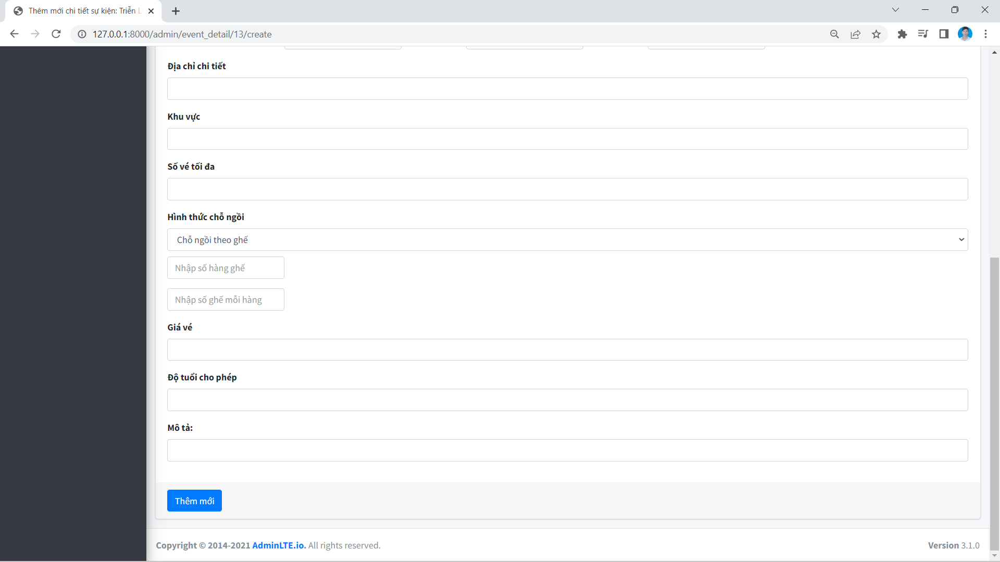 Thêm mới chi tiết sự kiện: Triển L
127.0.0.1:8000/admin/event_detail/13/create
Địa chỉ chi tiết
Khu vực
Số vé tối đa
Hình thức chỗ ngồi
Chỗ ngồi theo ghế
Nhập số hàng ghế
Nhập số ghế mỗi hàng
Giá vé
Độ tuổi cho phép
Mô tả:
Thêm mới
Copyright © 2014-2021 AdminLTE.io. All rights reserved.
Version 3.1.0